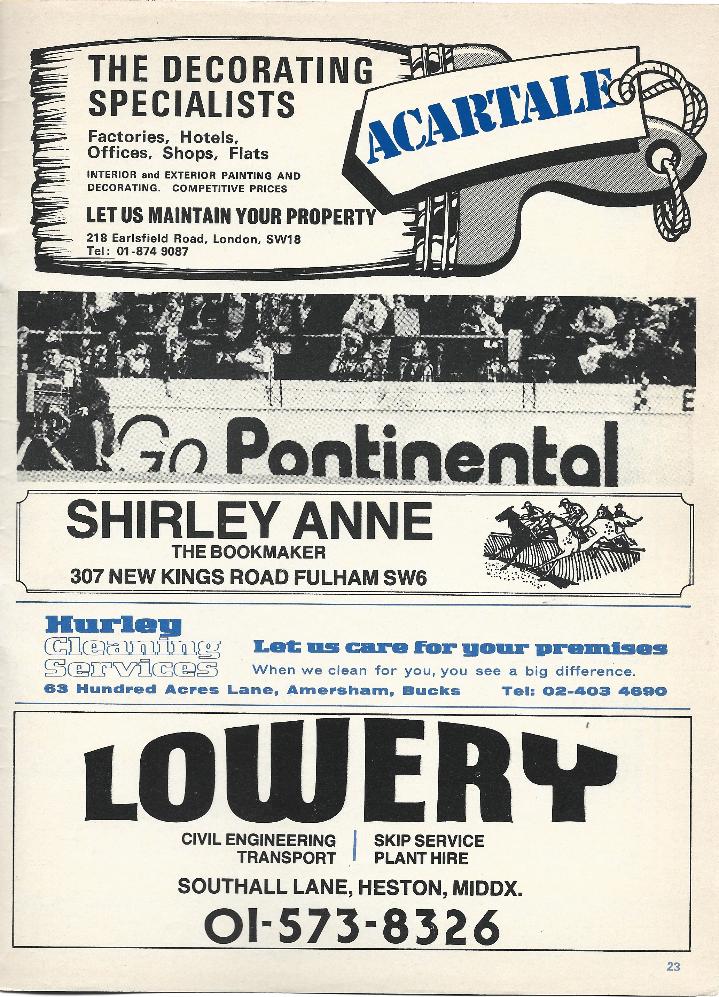 THE DECORATING
SPECIALISTS
Factories, Hotels,
Offices, Shops, Flats
INTERIOR and EXTERIOR PAINTING AND
DECORATING. COMPETITIVE PRICES
LET US MAINTAIN YOUR PROPERTY
218 Earlsfield Road, London, SW18
Tel: 01-874 9087
ACARTALE
Go Pontinental
E
SHIRLEY ANNE
THE BOOKMAKER
307 NEW KINGS ROAD FULHAM SW6
Hurley
Cleaning
Services
Let us care for your premises
When we clean for you, you see a big difference.
63 Hundred Acres Lane, Amersham, Bucks Tel: 02-403 4690
LOWERY
CIVIL ENGINEERING
TRANSPORT
SKIP SERVICE
PLANT HIRE
SOUTHALL LANE, HESTON, MIDDX.
01-573-8326
23